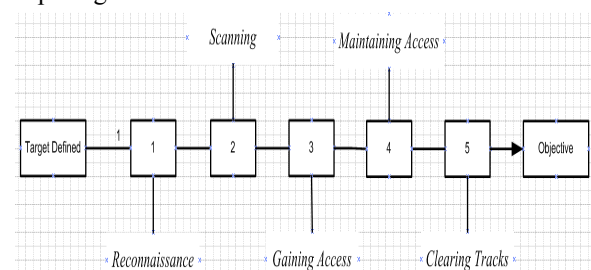 Scanning
Maintaining Access
Target Defined
1
1
2
3
4
5
Objective
Reconnaissance
Gaining Access
Clearing Tracks